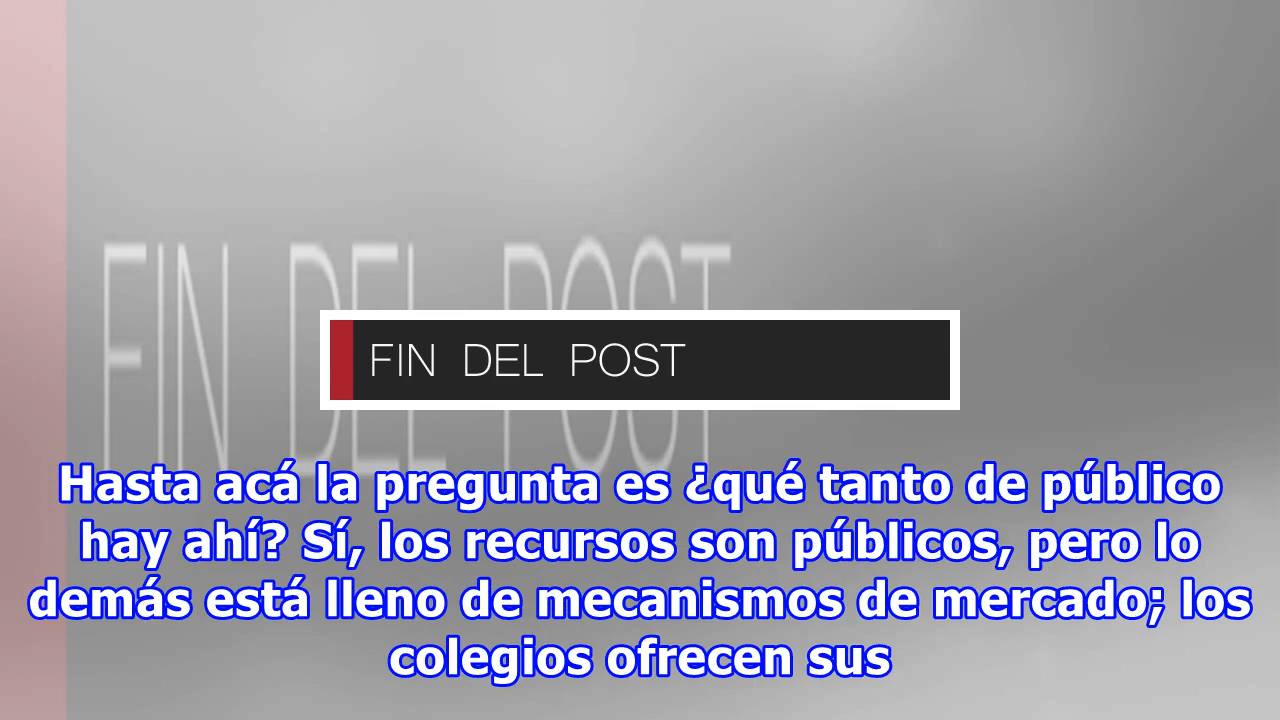 FIN DEL POST
FIN DEL POST
Hasta acá la pregunta es ¿qué tanto de público
hay ahí? Sí, los recursos son públicos, pero lo
demás está lleno de mecanismos de mercado; los
colegios ofrecen sus